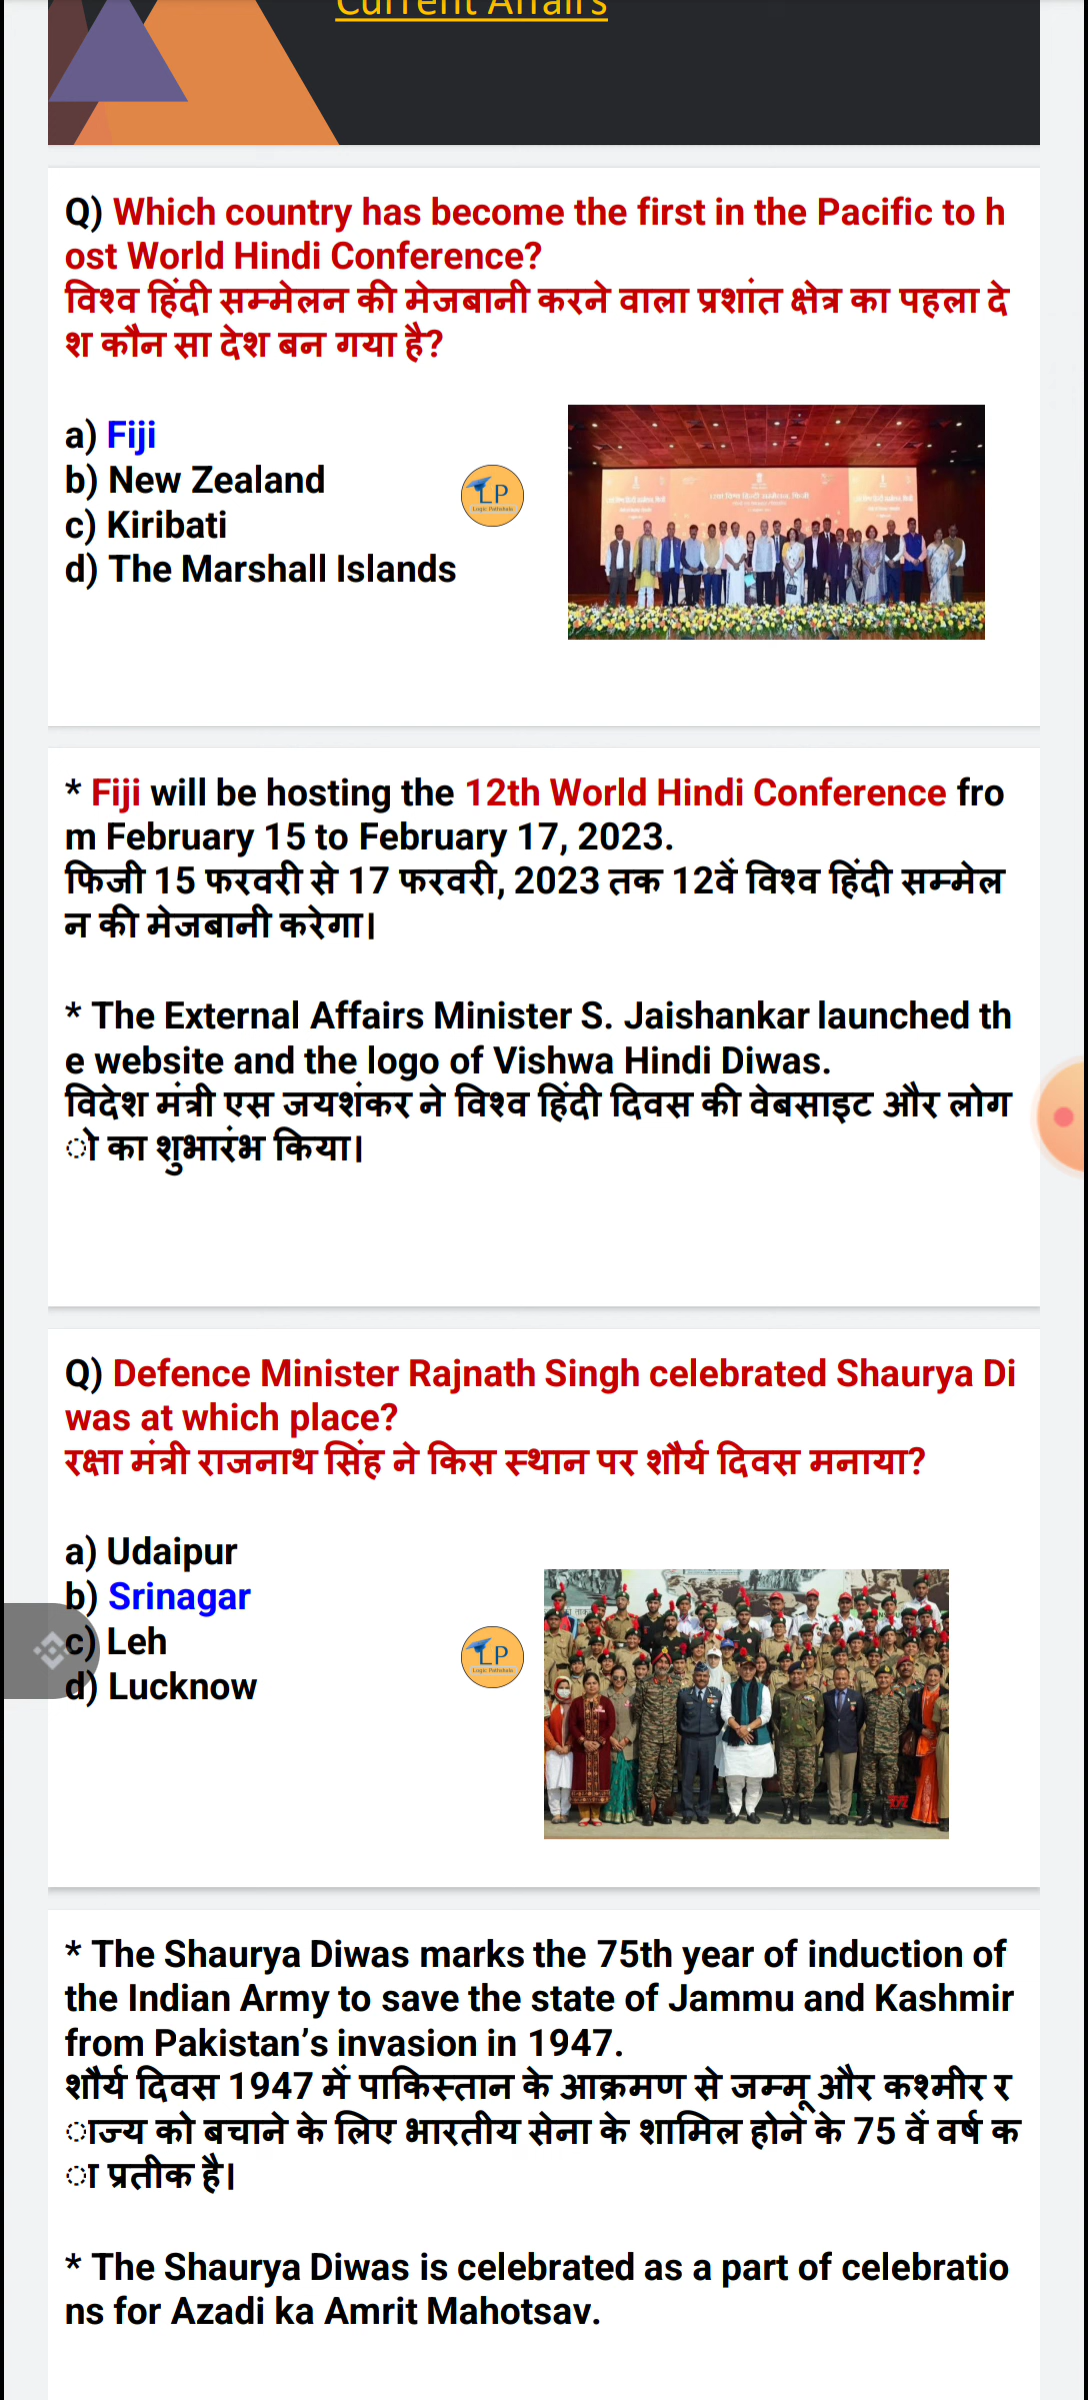 Current Affairs
Q) Which country has become the first in the Pacific to h
ost World Hindi Conference?
विश्व हिंदी सम्मेलन की मेजबानी करने वाला प्रशांत क्षेत्र का पहला दे
श कौन सा देश बन गया है?
a) Fiji
b) New Zealand
c) Kiribati
d) The Marshall Islands
LP
Logic Pathshala
* Fiji will be hosting the 12th World Hindi Conference fro
m February 15 to February 17, 2023.
फिजी 15 फरवरी से 17 फरवरी, 2023 तक 12वें विश्व हिंदी सम्मेल
न की मेजबानी करेगा।
* The External Affairs Minister S. Jaishankar launched th
e website and the logo of Vishwa Hindi Diwas.
विदेश मंत्री एस जयशंकर ने विश्व हिंदी दिवस की वेबसाइट और लोग
ो का शुभारंभ किया।
Q) Defence Minister Rajnath Singh celebrated Shaurya Di
was at which place?
रक्षा मंत्री राजनाथ सिंह ने किस स्थान पर शौर्य दिवस मनाया?
a) Udaipur
b) Srinagar
c) Leh
d) Lucknow
LP
Logic Pathshala
* The Shaurya Diwas marks the 75th year of induction of
the Indian Army to save the state of Jammu and Kashmir
from Pakistan’s invasion in 1947.
शौर्य दिवस 1947 में पाकिस्तान के आक्रमण से जम्मू और कश्मीर र
ाज्य को बचाने के लिए भारतीय सेना के शामिल होने के 75 वें वर्ष क
ा प्रतीक है।
* The Shaurya Diwas is celebrated as a part of celebratio
ns for Azadi ka Amrit Mahotsav.